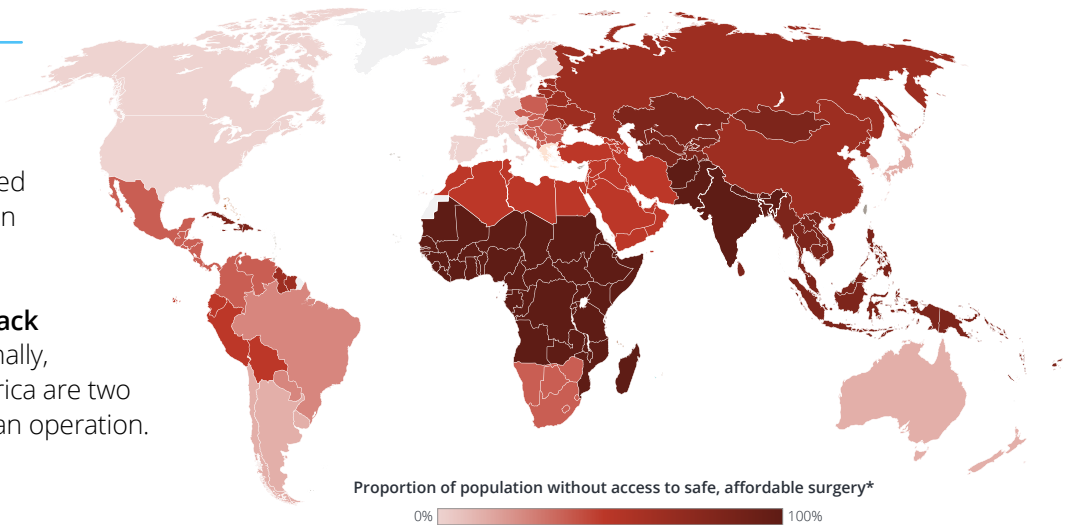 ed
n
ack
nally,
rica are two
an operation.
Proportion of population without access to safe, affordable surgery*
0% 100%